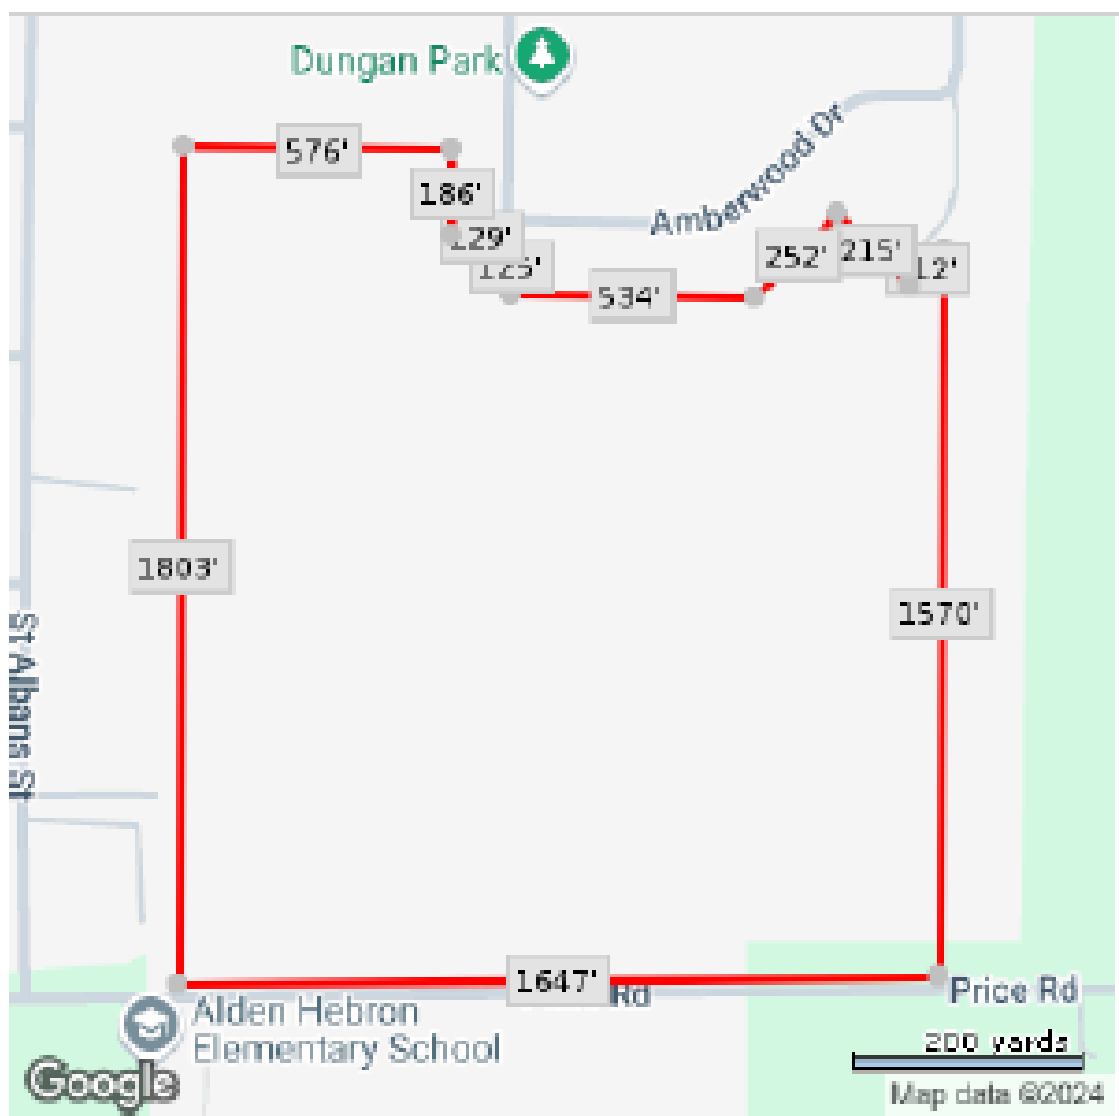 Dungan Park
576'
186'
129'
125'
Amberwood Dr
252'
215'
534'
1803'
1570'
St Albans St
1647'
Rd
Price Rd
Alden Hebron
Elementary School
200 yards
Google
Map data ©2024